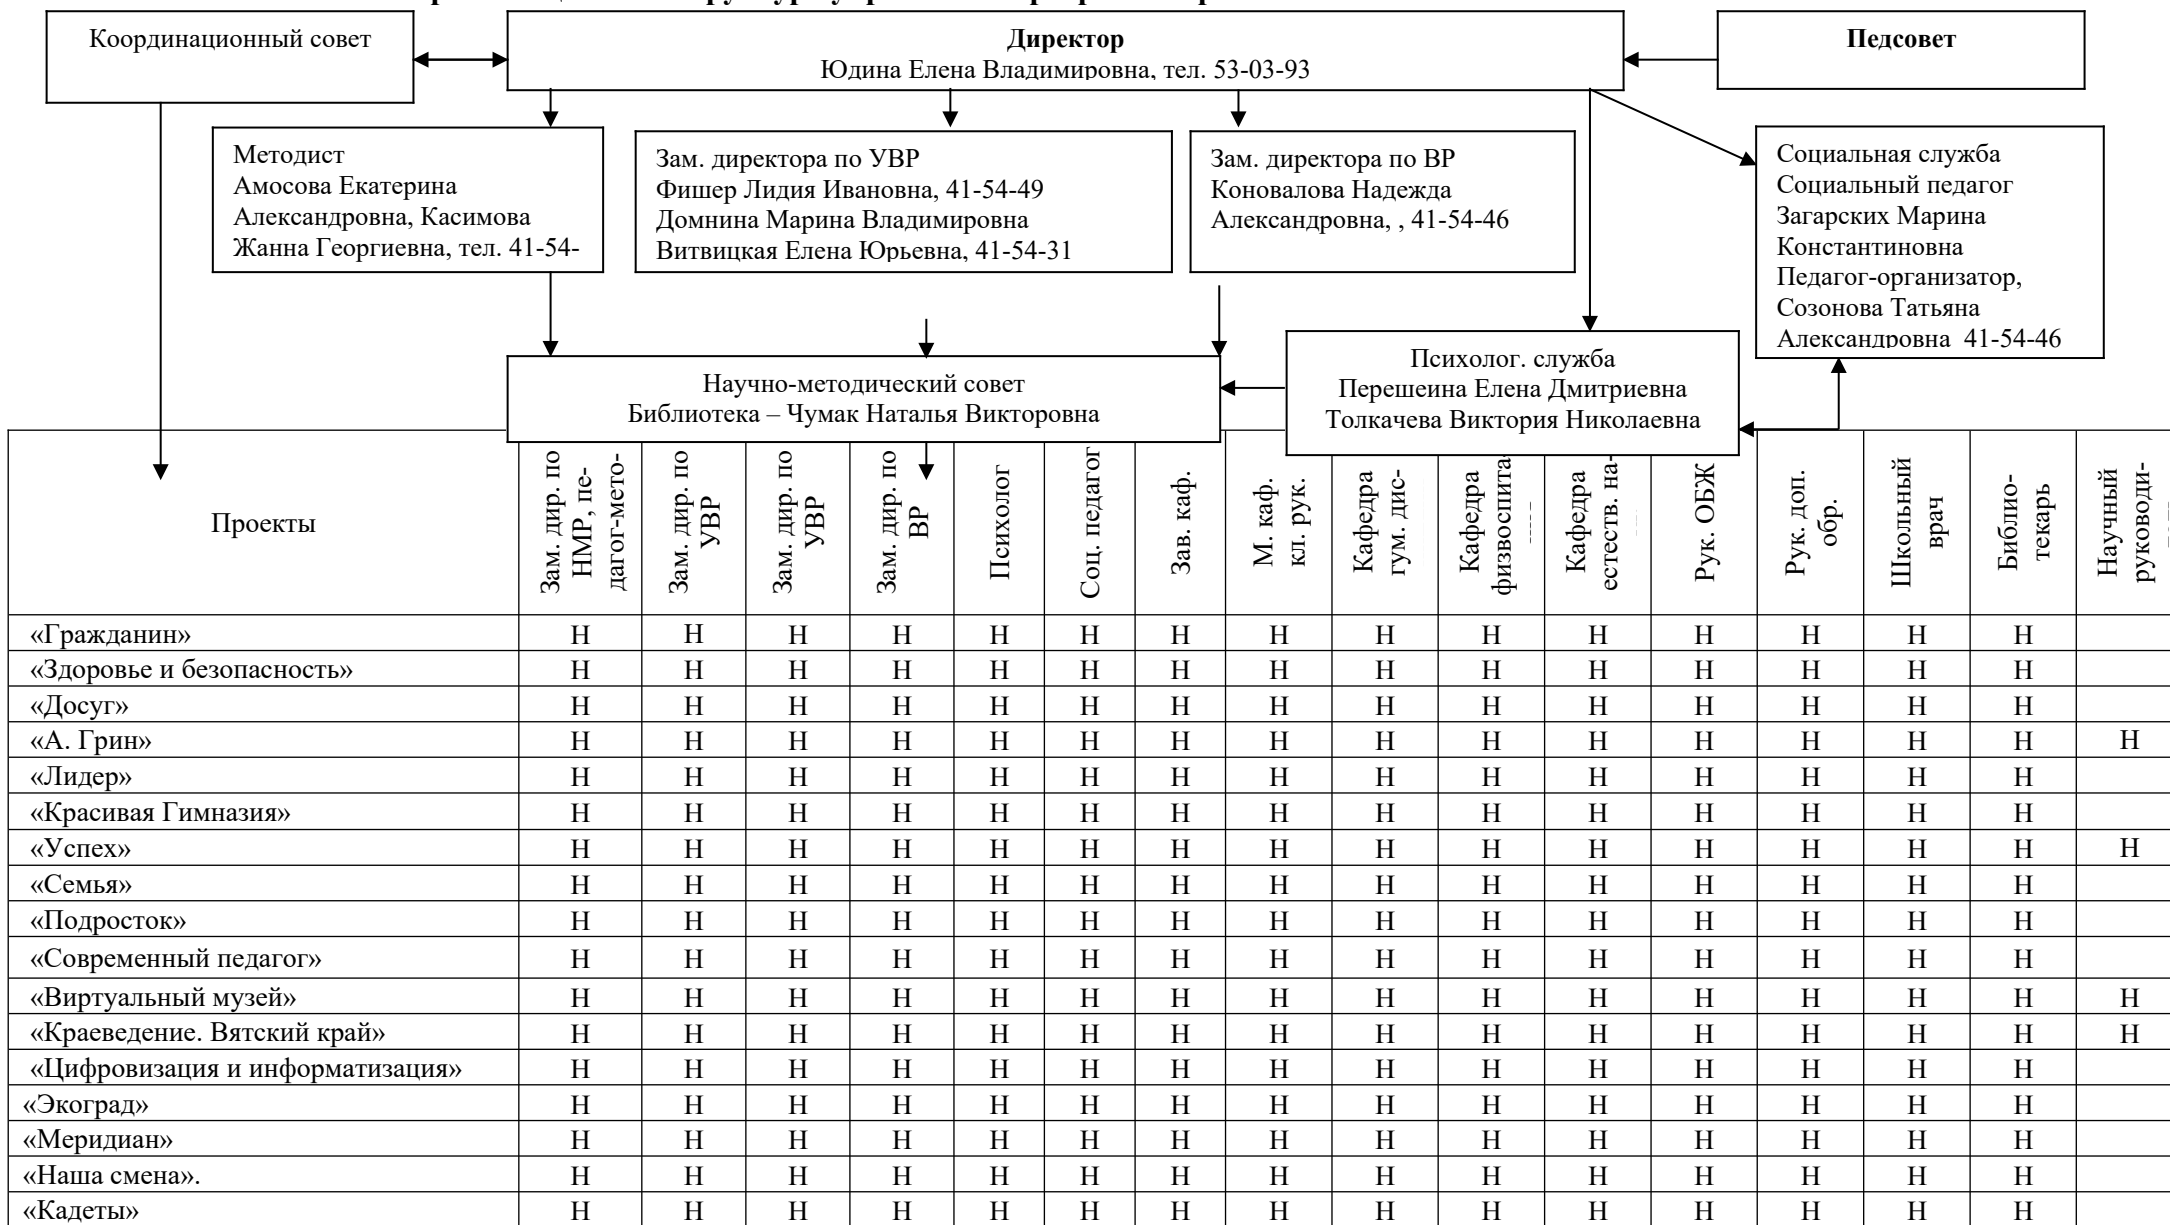 Координационный совет
Директор
Юдина Елена Владимировна, тел. 53-03-93
Педсовет
Методист
Амосова Екатерина
Александровна, Касимова
Жанна Георгиевна, тел. 41-54-
Зам. директора по УВР
Фишер Лидия Ивановна, 41-54-49
Домнина Марина Владимировна
Витвицкая Елена Юрьевна, 41-54-31
Зам. директора по ВР
Коновалова Надежда
Александровна, , 41-54-46
Социальная служба
Социальный педагог
Загарских Марина
Константиновна
Педагог-организатор,
Созонова Татьяна
Александровна 41-54-46
Научно-методический совет
Библиотека – Чумак Наталья Викторовна
Психолог. служба
Перешеина Елена Дмитриевна
Толкачева Виктория Николаевна
Проекты
Зам. дир. по
НМР, пе-
дагог-мето-
Зам. дир. по
УВР
Зам. дир. по
УВР
Зам. дир. по
ВР
Психолог
Соц. педагог
Зав. каф.
М. каф.
кл. рук.
Кафедра
гум. дис-
Кафедра
физвоспита-
Кафедра
естеств. на-
Рук. ОБЖ
Рук. доп.
обр.
Школьный
врач
Библио-
текарь
Научный
руководи-
«Гражданин» Н Н Н Н Н Н Н Н Н Н Н Н Н Н Н
«Здоровье и безопасность» Н Н Н Н Н Н Н Н Н Н Н Н Н Н Н
«Досуг» Н Н Н Н Н Н Н Н Н Н Н Н Н Н Н
«А. Грин» Н Н Н Н Н Н Н Н Н Н Н Н Н Н Н Н
«Лидер» Н Н Н Н Н Н Н Н Н Н Н Н Н Н Н
«Красивая Гимназия» Н Н Н Н Н Н Н Н Н Н Н Н Н Н Н
«Успех» Н Н Н Н Н Н Н Н Н Н Н Н Н Н Н Н
«Семья» Н Н Н Н Н Н Н Н Н Н Н Н Н Н Н
«Подросток» Н Н Н Н Н Н Н Н Н Н Н Н Н Н Н
«Современный педагог» Н Н Н Н Н Н Н Н Н Н Н Н Н Н Н
«Виртуальный музей» Н Н Н Н Н Н Н Н Н Н Н Н Н Н Н Н
«Краеведение. Вятский край» Н Н Н Н Н Н Н Н Н Н Н Н Н Н Н Н
«Цифровизация и информатизация» Н Н Н Н Н Н Н Н Н Н Н Н Н Н Н
«Экоград» Н Н Н Н Н Н Н Н Н Н Н Н Н Н Н
«Меридиан» Н Н Н Н Н Н Н Н Н Н Н Н Н Н Н
«Наша смена». Н Н Н Н Н Н Н Н Н Н Н Н Н Н Н
«Кадеты» Н Н Н Н Н Н Н Н Н Н Н Н Н Н Н